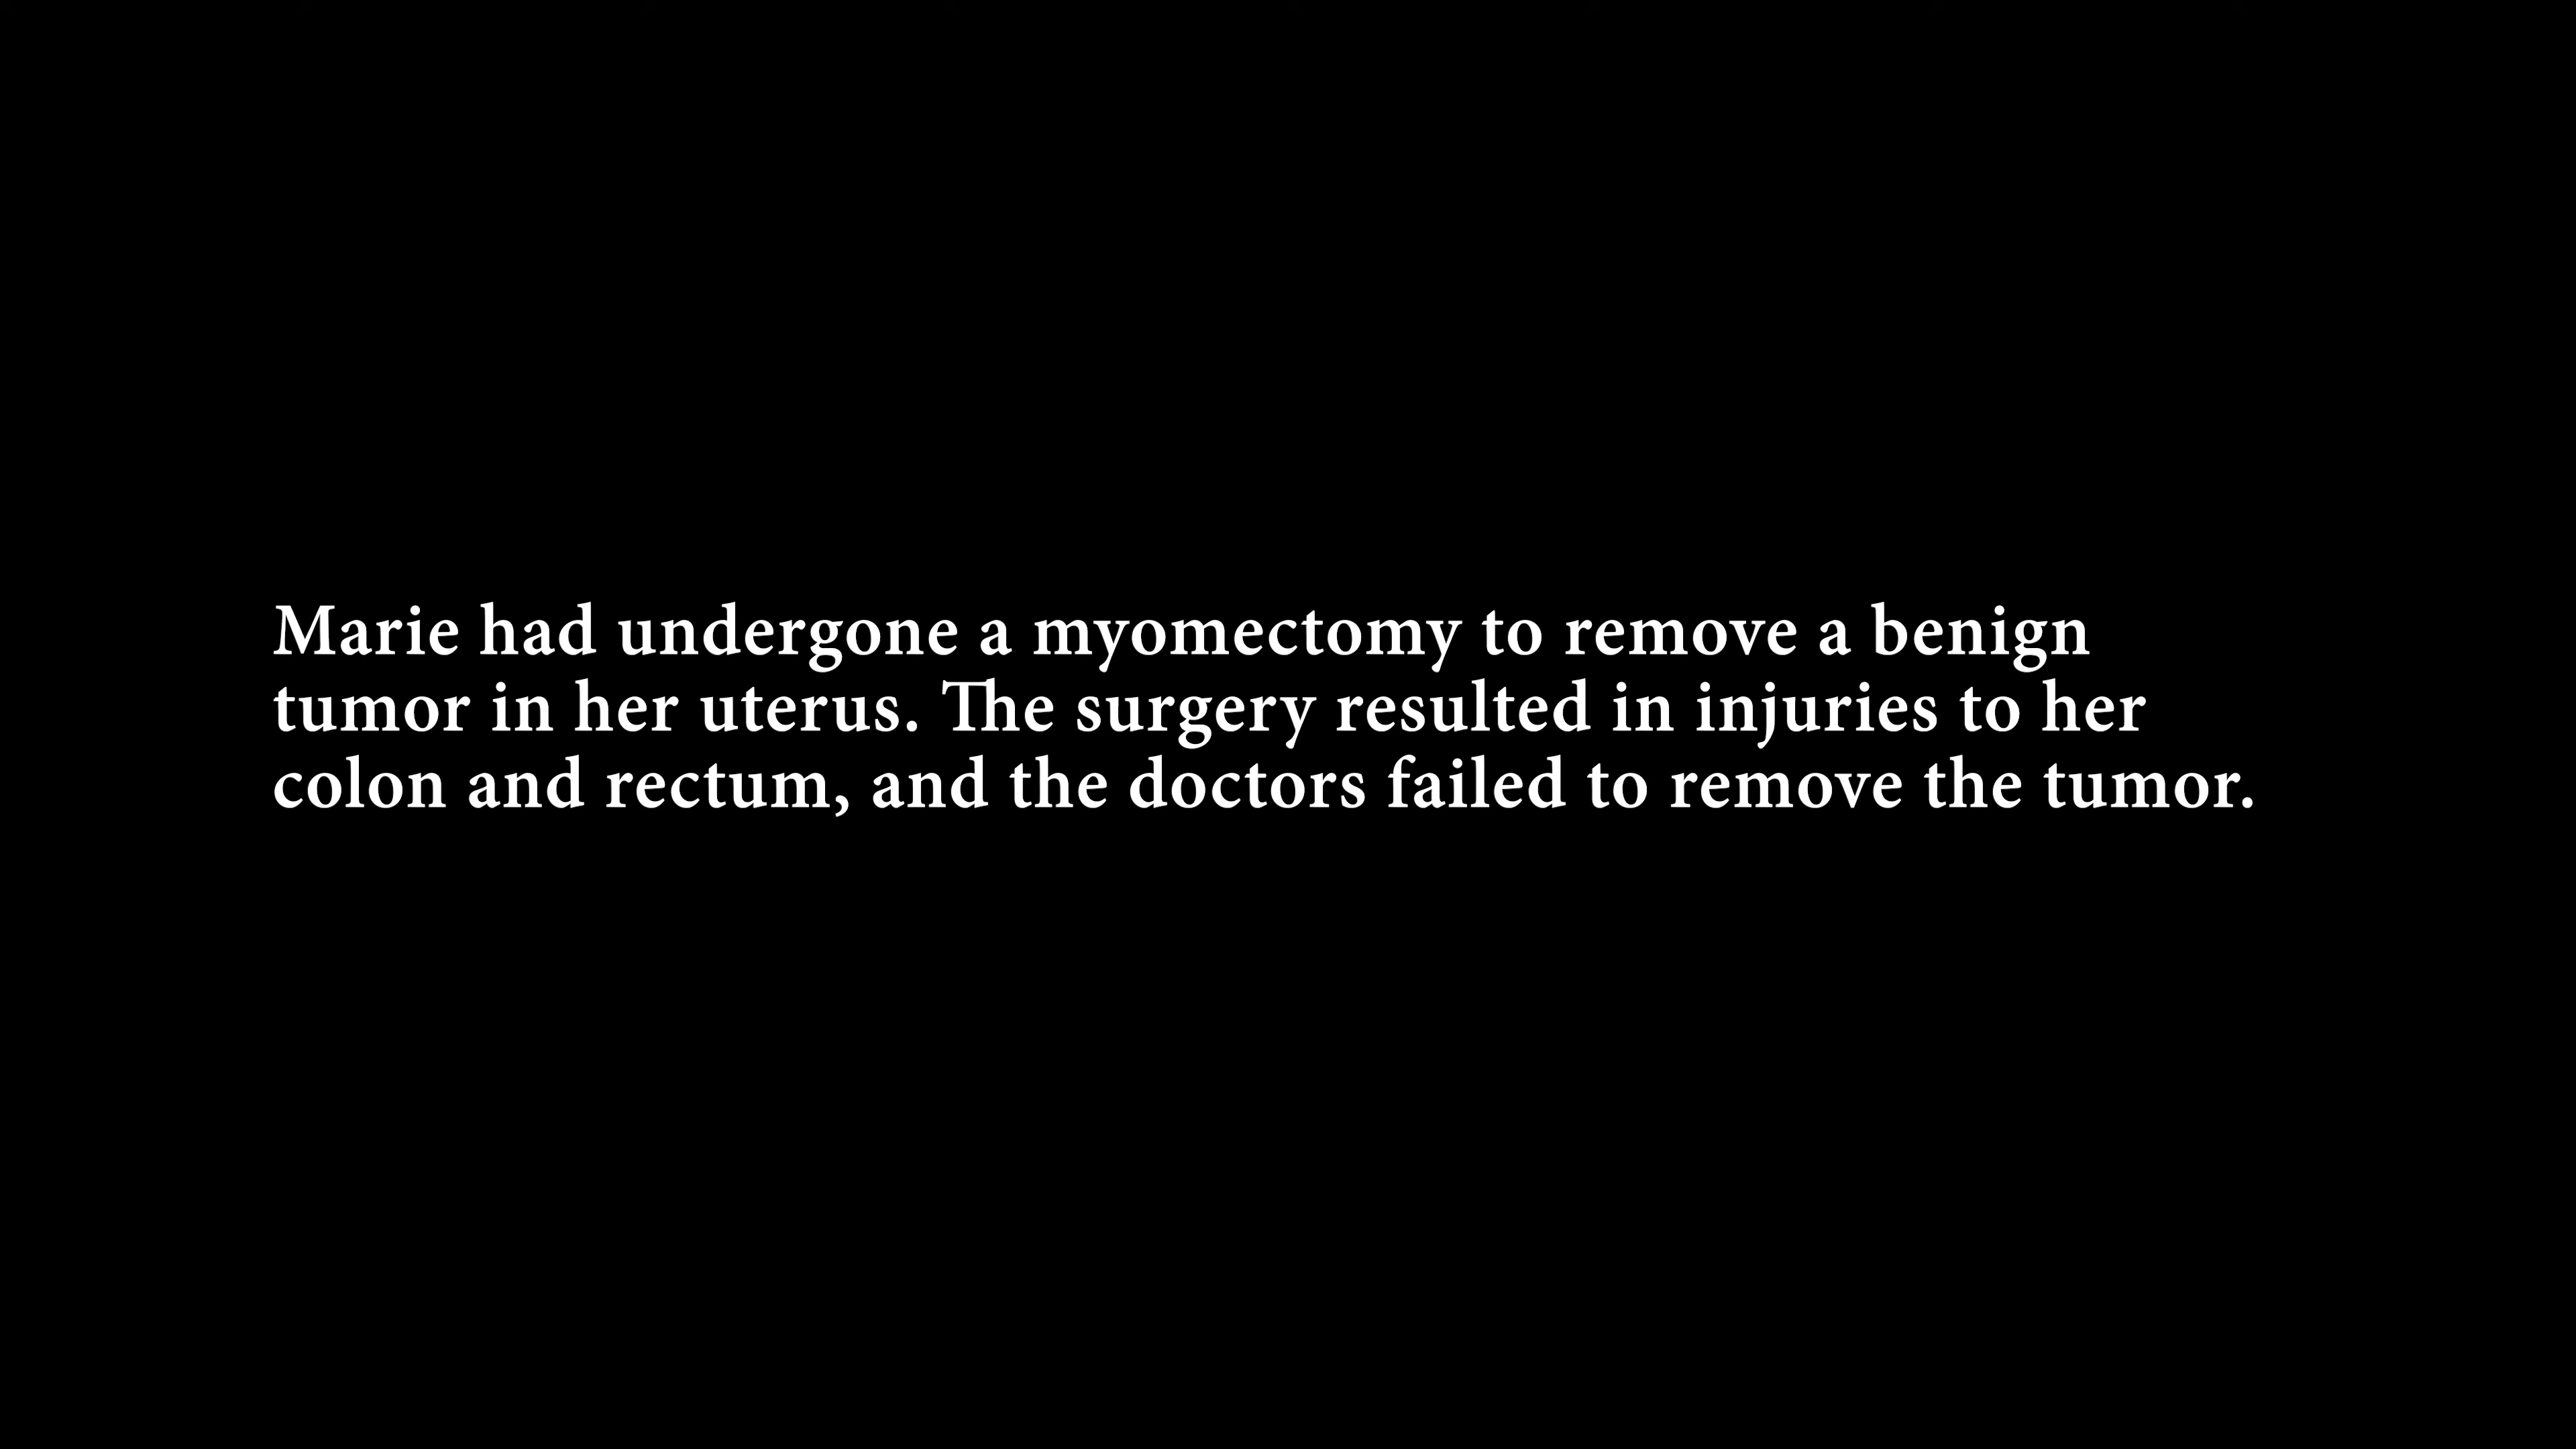 Marie had undergone a myomectomy to remove a benign
tumor in her uterus. The surgery resulted in injuries to her
colon and rectum, and the doctors failed to remove the tumor.